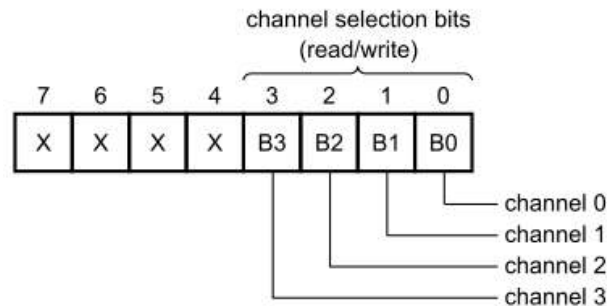 channel selection bits
(read/write)
7 6 5 4 3 2 1 0
X X X X B3 B2 B1 B0
channel 0
channel 1
channel 2
channel 3